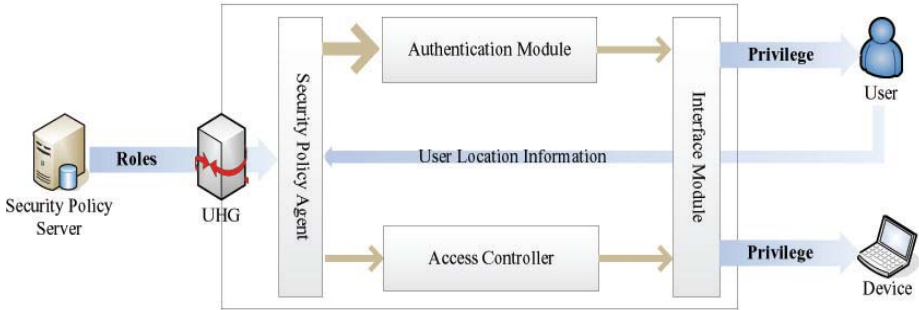 Security Policy
Server
Roles
UHG
Security Policy Agent
Authentication Module
User Location Information
Access Controller
Interface Module
Privilege
User
Privilege
Device